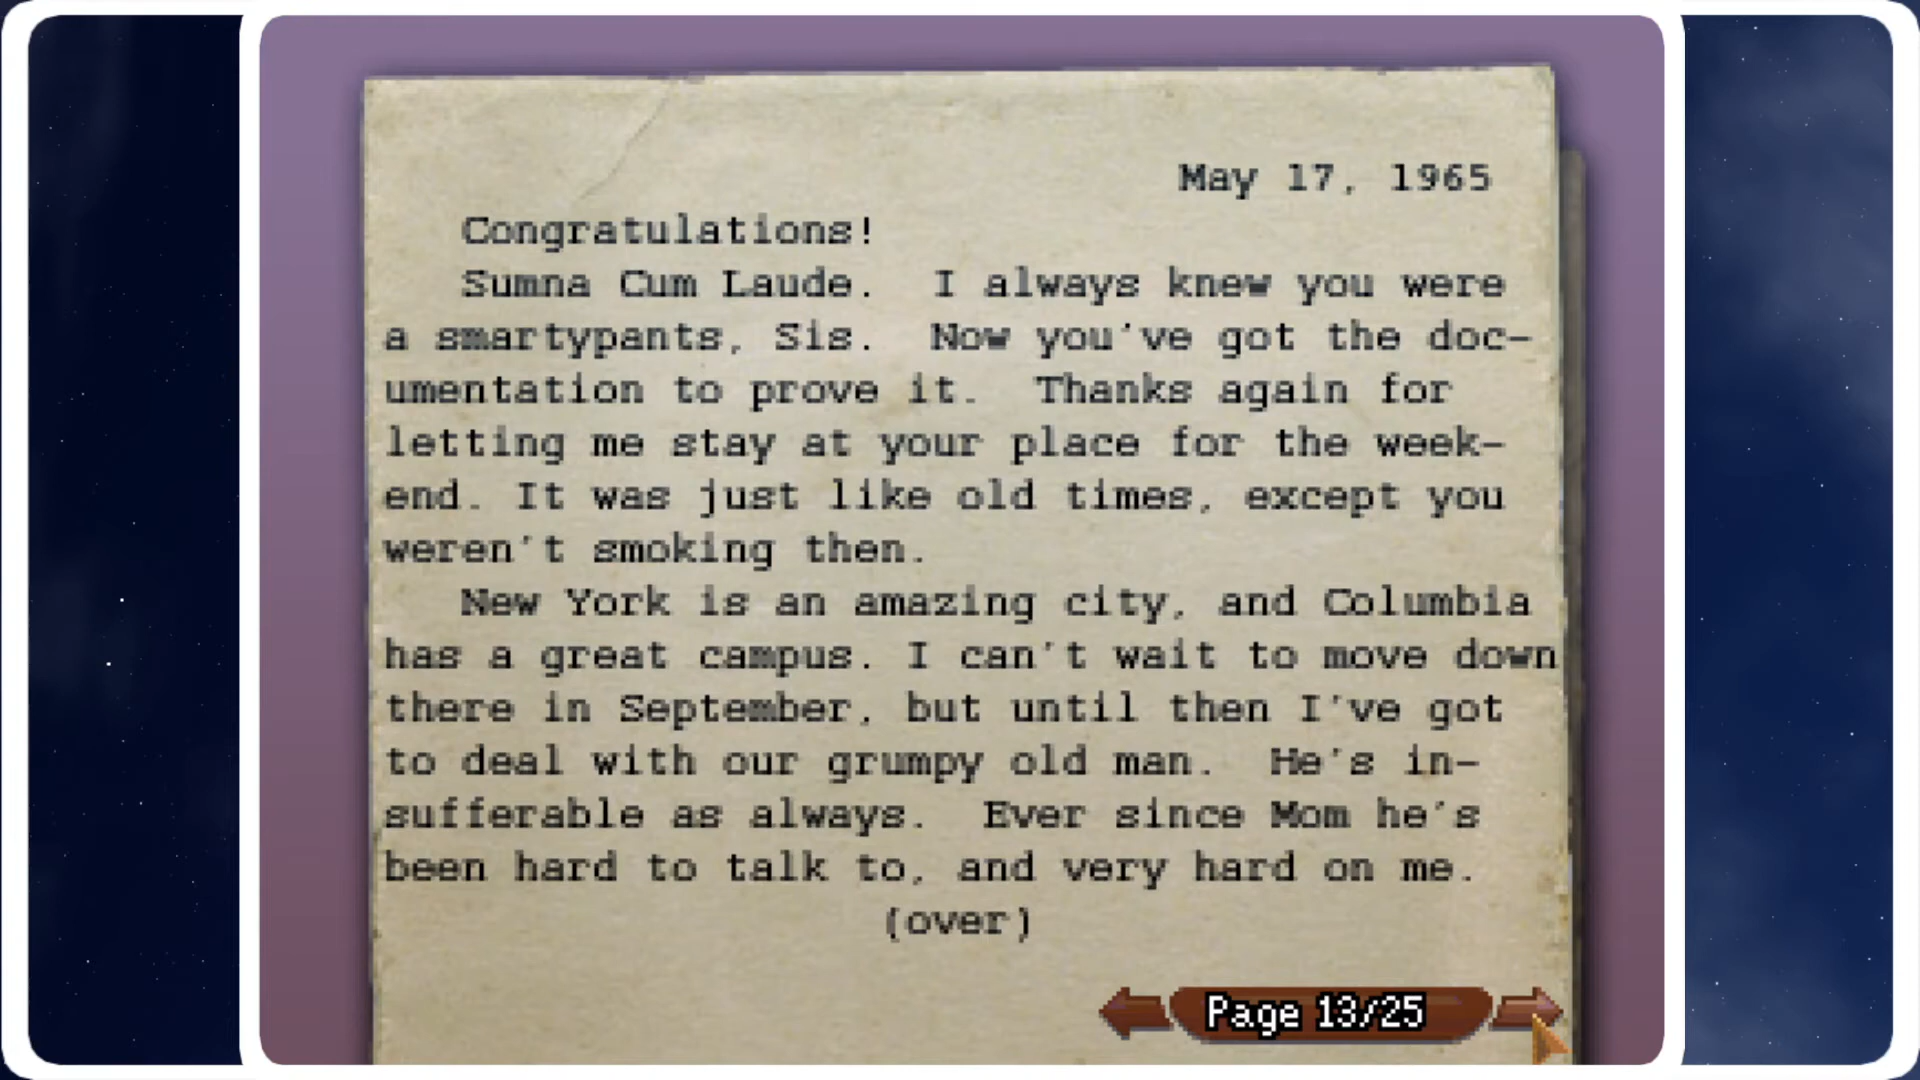 May 17, 1965
Congratulations!
Sumna Cum Laude. I always knew you were
a smartypants, Sis. Now you've got the doc-
umentation to prove it. Thanks again for
letting me stay at your place for the week-
end. It was just like old times, except you
weren't smoking then.
New York is an amazing city, and Columbia
has a great campus. I can't wait to move down
there in September, but until then I've got
to deal with our grumpy old man. He's in-
sufferable as always. Ever since Mom he's
been hard to talk to, and very hard on me.
(over)
Page 13/25